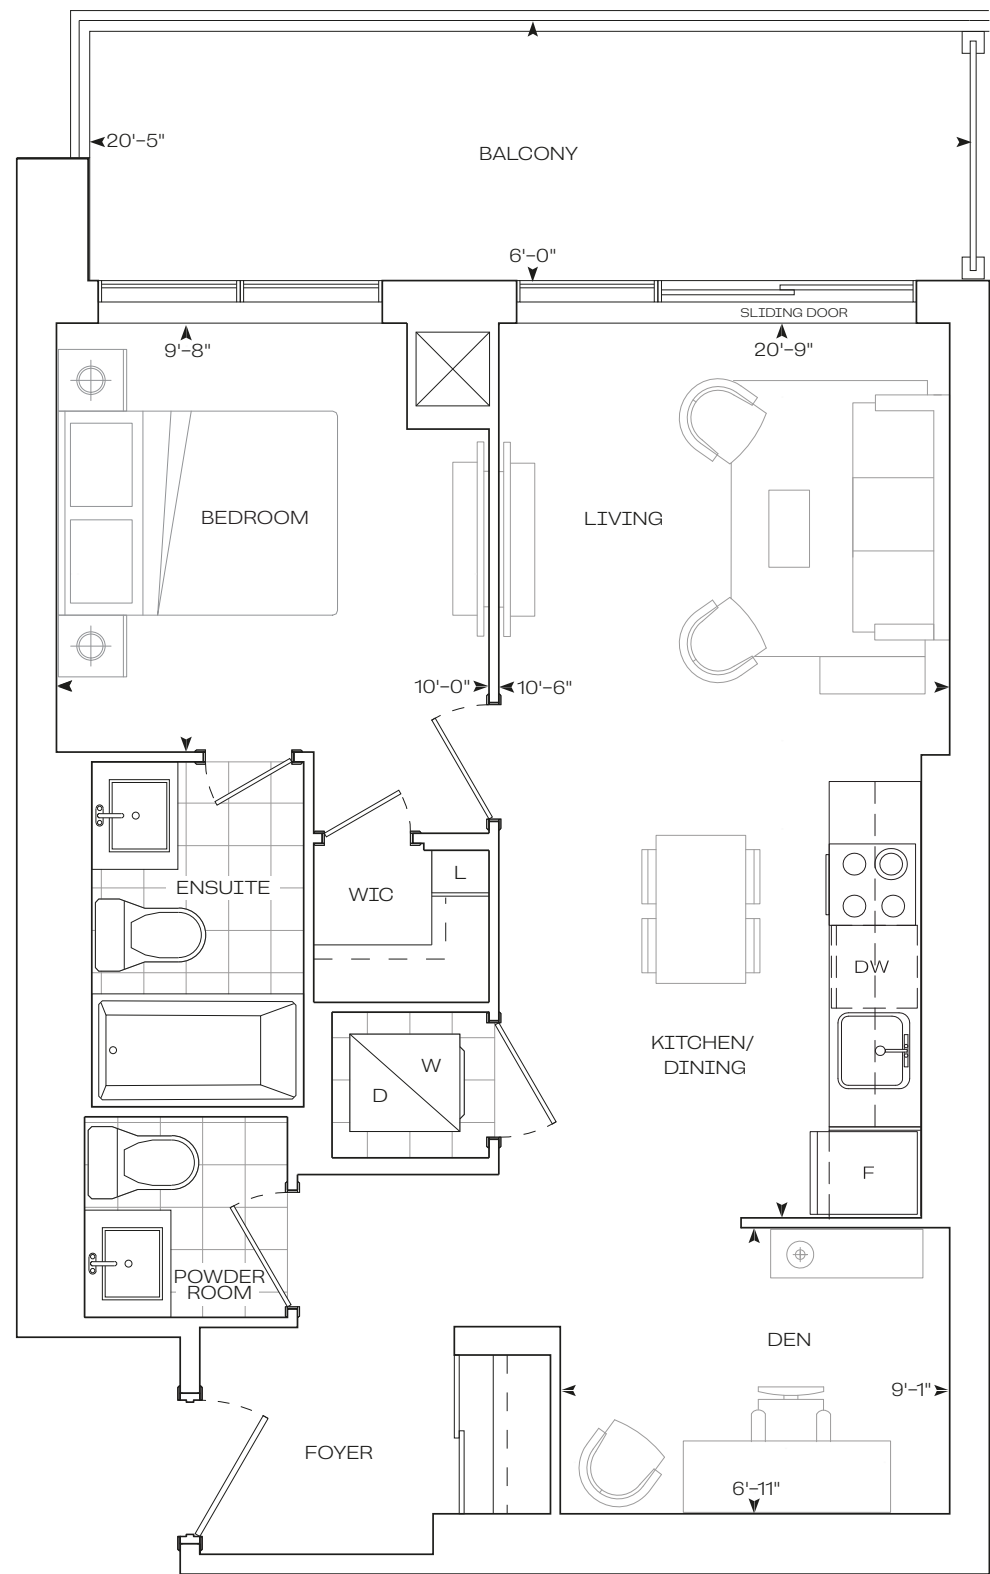 20'-5"
BALCONY
6'-0"
SLIDING DOOR
9'-8"
20'-9"
BEDROOM
LIVING
10'-0"
10'-6"
ENSUITE
WIC
L
DW
KITCHEN/
DINING
W
D
F
POWDER
ROOM
DEN
9'-1"
FOYER
6'-11"